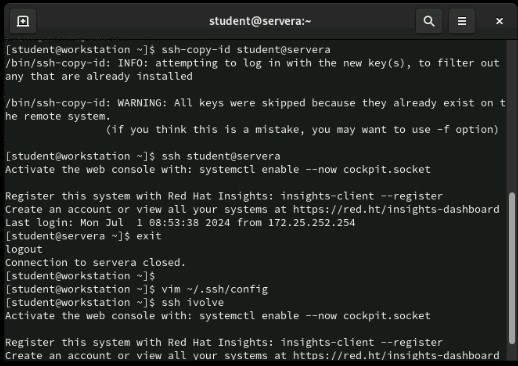 student@servera:~
[student@workstation ~]$ ssh-copy-id student@servera
/bin/ssh-copy-id: INFO: attempting to log in with the new key(s), to filter out
any that are already installed
/bin/ssh-copy-id: WARNING: All keys were skipped because they already exist on t
he remote system.
(if you think this is a mistake, you may want to use -f option)
[student@workstation ~]$ ssh student@servera
Activate the web console with: systemctl enable --now cockpit.socket
Register this system with Red Hat Insights: insights-client --register
Create an account or view all your systems at https://red.ht/insights-dashboard
Last login: Mon Jul  1 08:53:38 2024 from 172.25.252.254
[student@servera ~]$ exit
logout
Connection to servera closed.
[student@workstation ~]$
[student@workstation ~]$ vim ~/.ssh/config
[student@workstation ~]$ ssh ivolve
Activate the web console with: systemctl enable --now cockpit.socket
Register this system with Red Hat Insights: insights-client --register
Create an account or view all your systems at https://red.ht/insights-dashboard